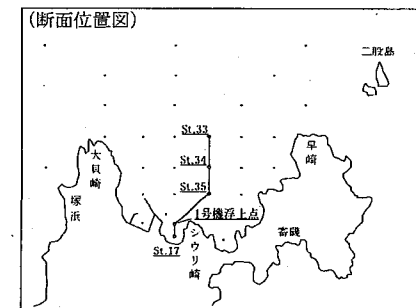 (断面位置図)
二股島
St.33
大貝崎
早崎
St.34
塚浜
St.35
1号機浮上点
シウリ崎
寄磯
St.17